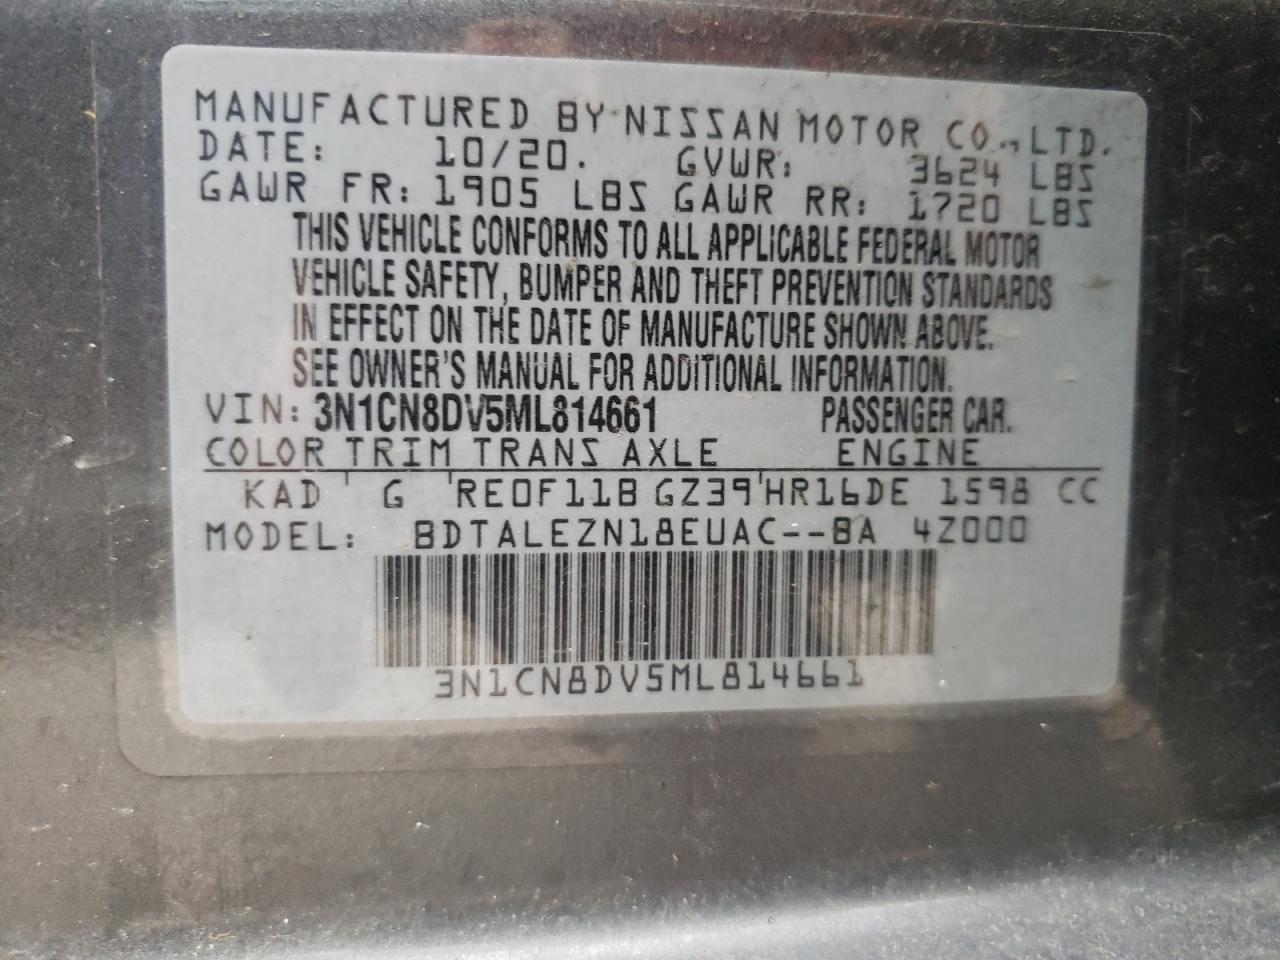 MANUFACTURED BY NISSAN MOTOR CO., LTD.
DATE: 10/20. GVWR: 3624 LBS
GAWR FR: 1905 LBS GAWR RR: 1720 LBS
THIS VEHICLE CONFORMS TO ALL APPLICABLE FEDERAL MOTOR
VEHICLE SAFETY, BUMPER AND THEFT PREVENTION STANDARDS
IN EFFECT ON THE DATE OF MANUFACTURE SHOWN ABOVE.
SEE OWNER'S MANUAL FOR ADDITIONAL INFORMATION.
VIN: 3N1CN8DV5ML814661 PASSENGER CAR.
COLOR TRIM TRANS AXLE ENGINE
KAD G RE0F11B GZ39 HR16DE 1598 CC
MODEL: BDTALEZN18EUAC--BA 4Z000
3N1CN8DV5ML814661